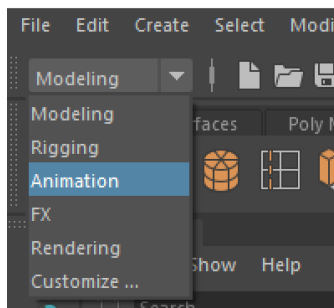 File Edit Create Select Modi
Modeling
Modeling
Rigging
Animation
FX
Rendering
Customize ...
rfaces Poly M
Show Help
Search